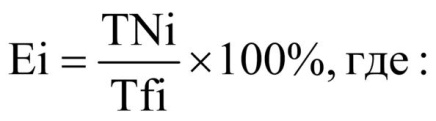 Ei = TNi / Tfi × 100%, где :